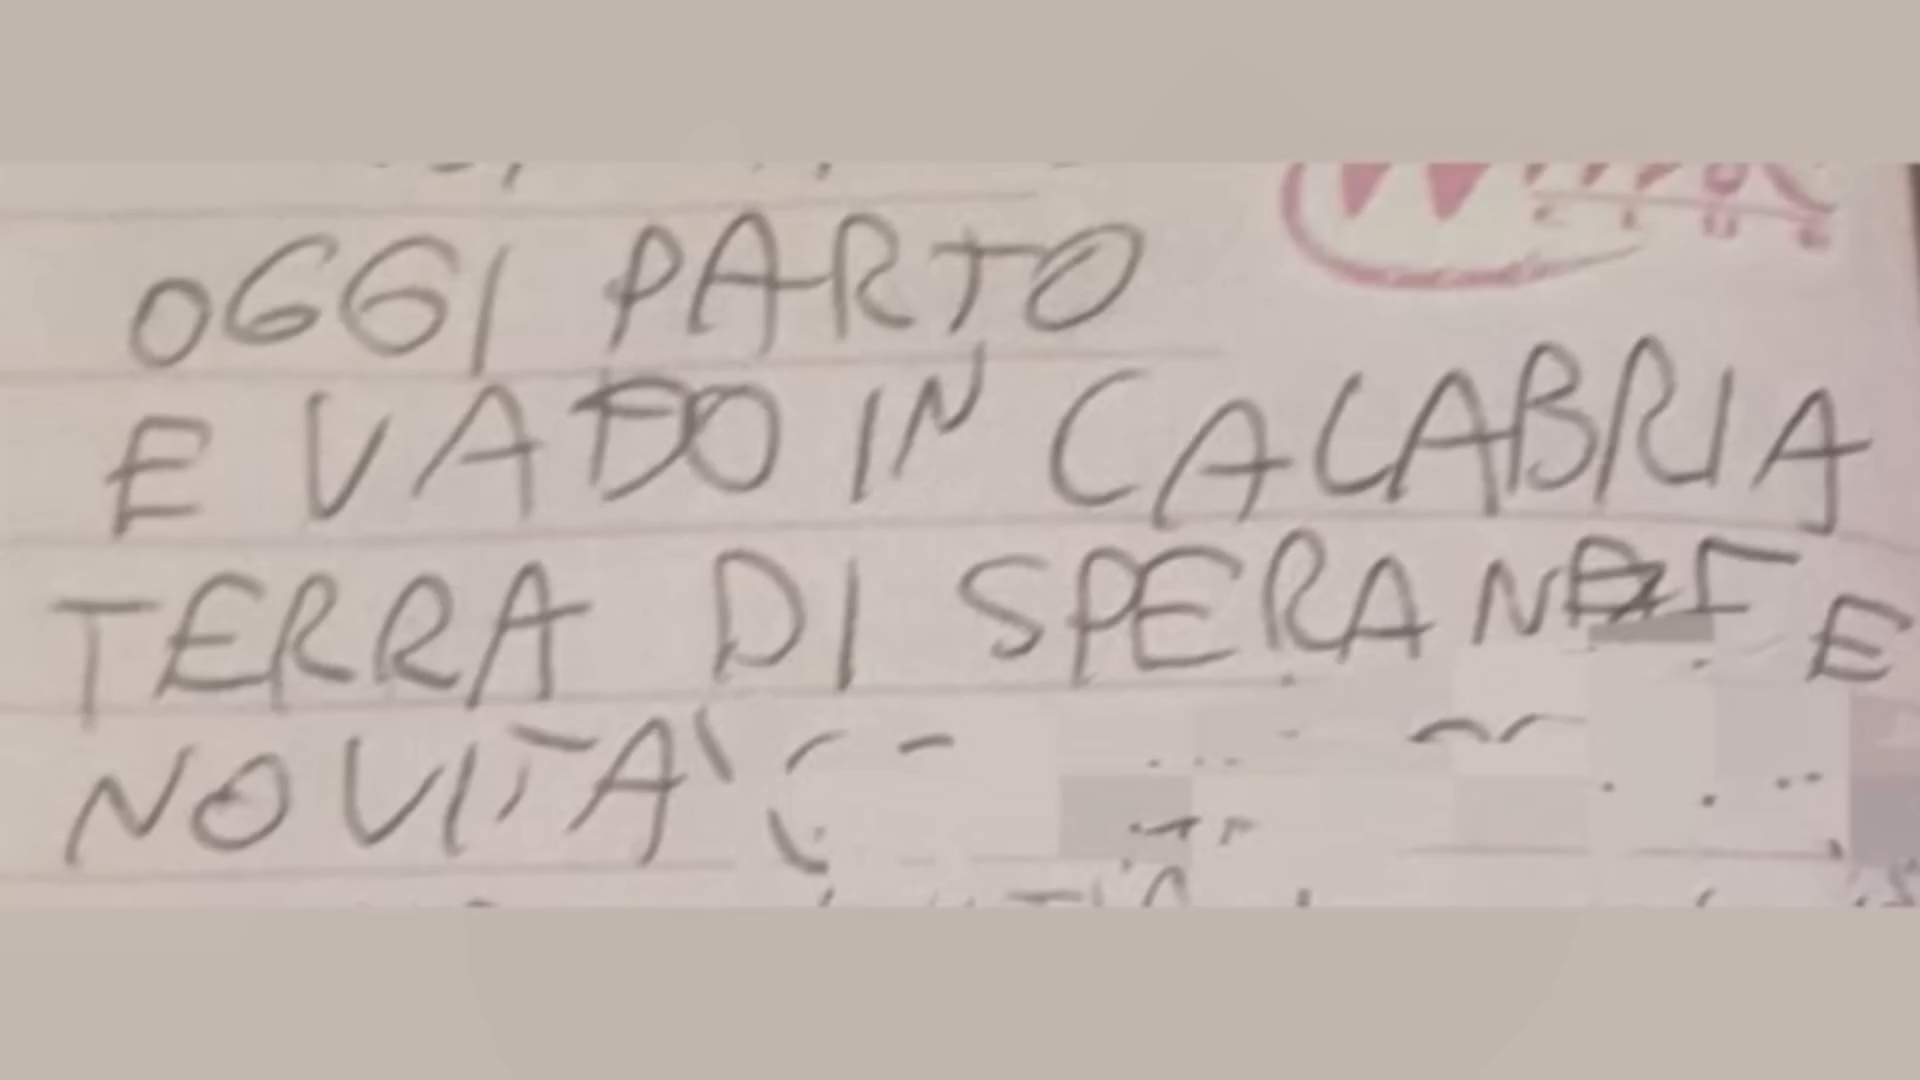 OGGI PARTO
E VADO IN CALABRIA
TERRA DI SPERANZE E
NOVITA'